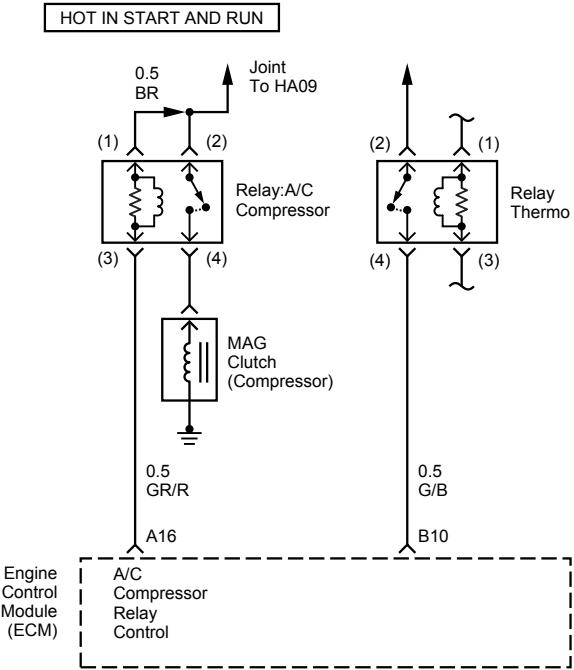 HOT IN START AND RUN
0.5
BR
Joint
To HA09
(1)
(2)
(2)
(1)
Relay:A/C
Compressor
Relay
Thermo
(3)
(4)
(4)
(3)
MAG
Clutch
(Compressor)
0.5
GR/R
0.5
G/B
A16
B10
Engine
Control
Module
(ECM)
A/C
Compressor
Relay
Control